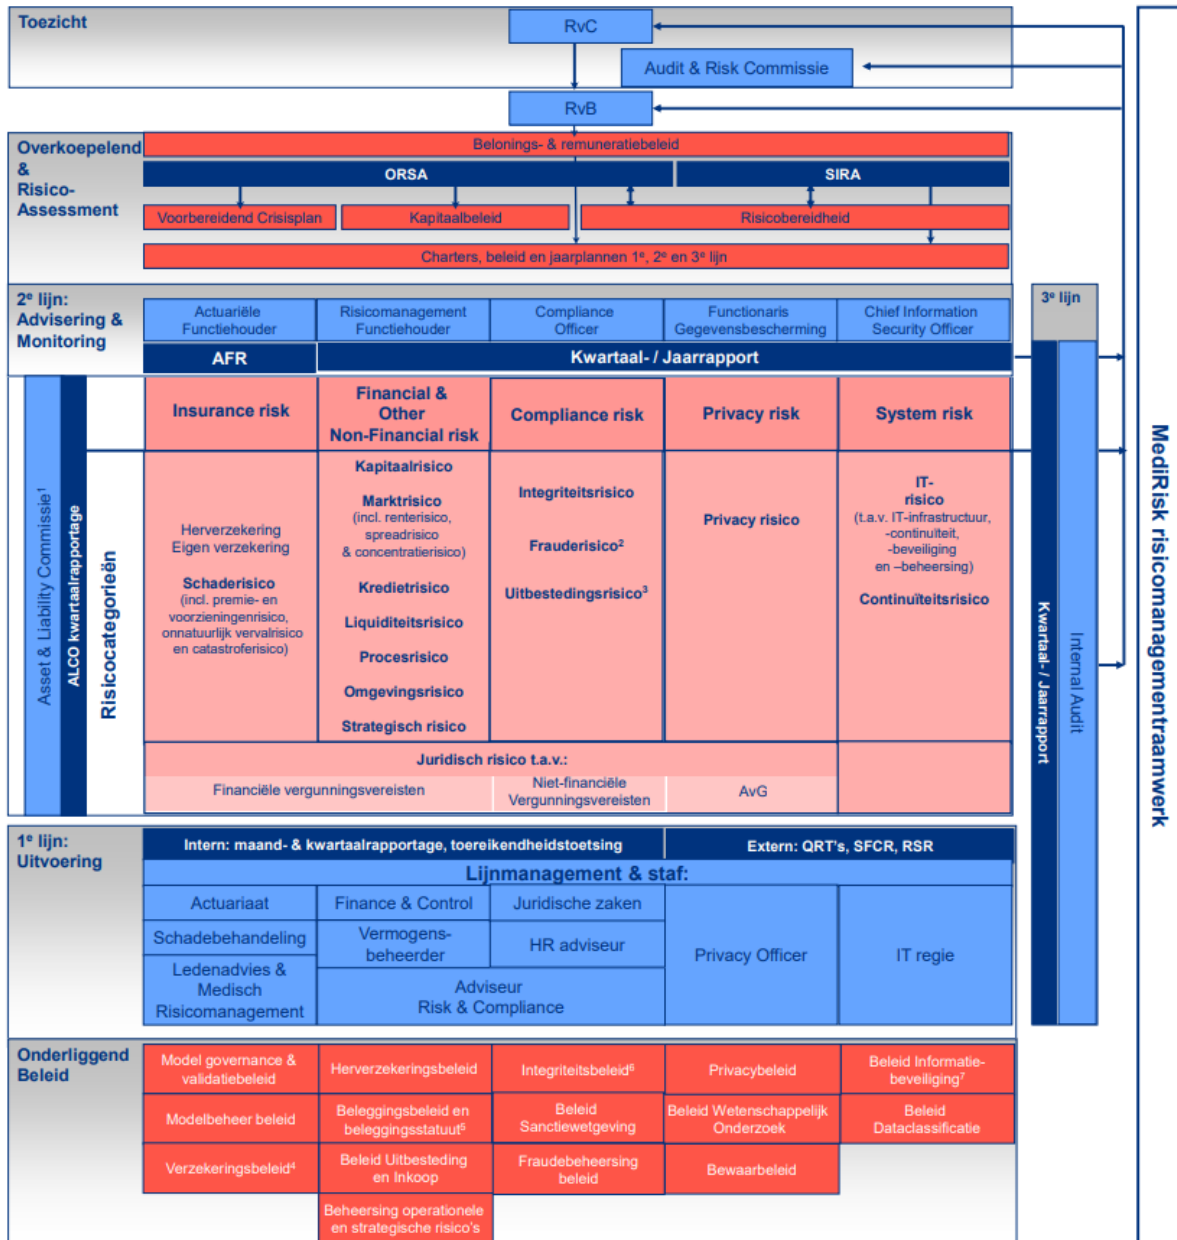 Toezicht
RvC
Audit & Risk Commissie
RvB
Overkoepelend
&
Risico-
Assessment
Belonings- & remuneratiebeleid
ORSA
SIRA
Voorbereidend Crisisplan
Kapitaalbeleid
Risicobereidheid
Charters, beleid en jaarplannen 1e, 2e en 3e lijn
2e lijn:
Advisering &
Monitoring
Actuariële
Functiehouder
Risicomanagement
Functiehouder
Compliance
Officer
Functionaris
Gegevensbescherming
Chief Information
Security Officer
3e lijn
AFR
Kwartaal- / Jaarrapport
Asset & Liability Commissie1
ALCO kwartaalrapportage
Risicocategorieën
Insurance risk
Financial &
Other
Non-Financial risk
Compliance risk
Privacy risk
System risk
Herverzekering
Eigen verzekering
Schaderisico
(incl. premie- en
voorzieningenrisico,
onnatuurlijk vervalrisico
en catastroferisico)
Kapitaalrisico
Marktrisico
(incl. renterisico,
spreadrisico
& concentratierisico)
Kredietrisico
Liquiditeitsrisico
Procesrisico
Omgevingsrisico
Strategisch risico
Integriteitsrisico
Frauderisico2
Uitbestedingsrisico3
Privacy risico
IT-
risico
(t.a.v. IT-infrastructuur,
-continuïteit,
-beveiliging
en –beheersing)
Continuïteitsrisico
Juridisch risico t.a.v.:
Financiële vergunningsvereisten
Niet-financiële
Vergunningsvereisten
AvG
Kwartaal- / Jaarrapport
Internal Audit
MediRisk risicomanagementraamwerk
1e lijn:
Uitvoering
Intern: maand- & kwartaalrapportage, toereikendheidstoetsing
Extern: QRT's, SFCR, RSR
Lijnmanagement & staf:
Actuariaat
Finance & Control
Juridische zaken
Schadebehandeling
Vermogens-
beheerder
HR adviseur
Privacy Officer
IT regie
Ledenadvies &
Medisch
Risicomanagement
Adviseur
Risk & Compliance
Onderliggend
Beleid
Model governance &
validatiebeleid
Herverzekeringsbeleid
Integriteitsbeleid6
Privacybeleid
Beleid Informatie-
beveiliging7
Modelbeheer beleid
Beleggingsbeleid en
beleggingsstatuut5
Beleid
Sanctiewetgeving
Beleid Wetenschappelijk
Onderzoek
Beleid
Dataclassificatie
Verzekeringsbeleid4
Beleid Uitbesteding
en Inkoop
Fraudebeheersing
beleid
Bewaarbeleid
Beheersing operationele
en strategische risico's